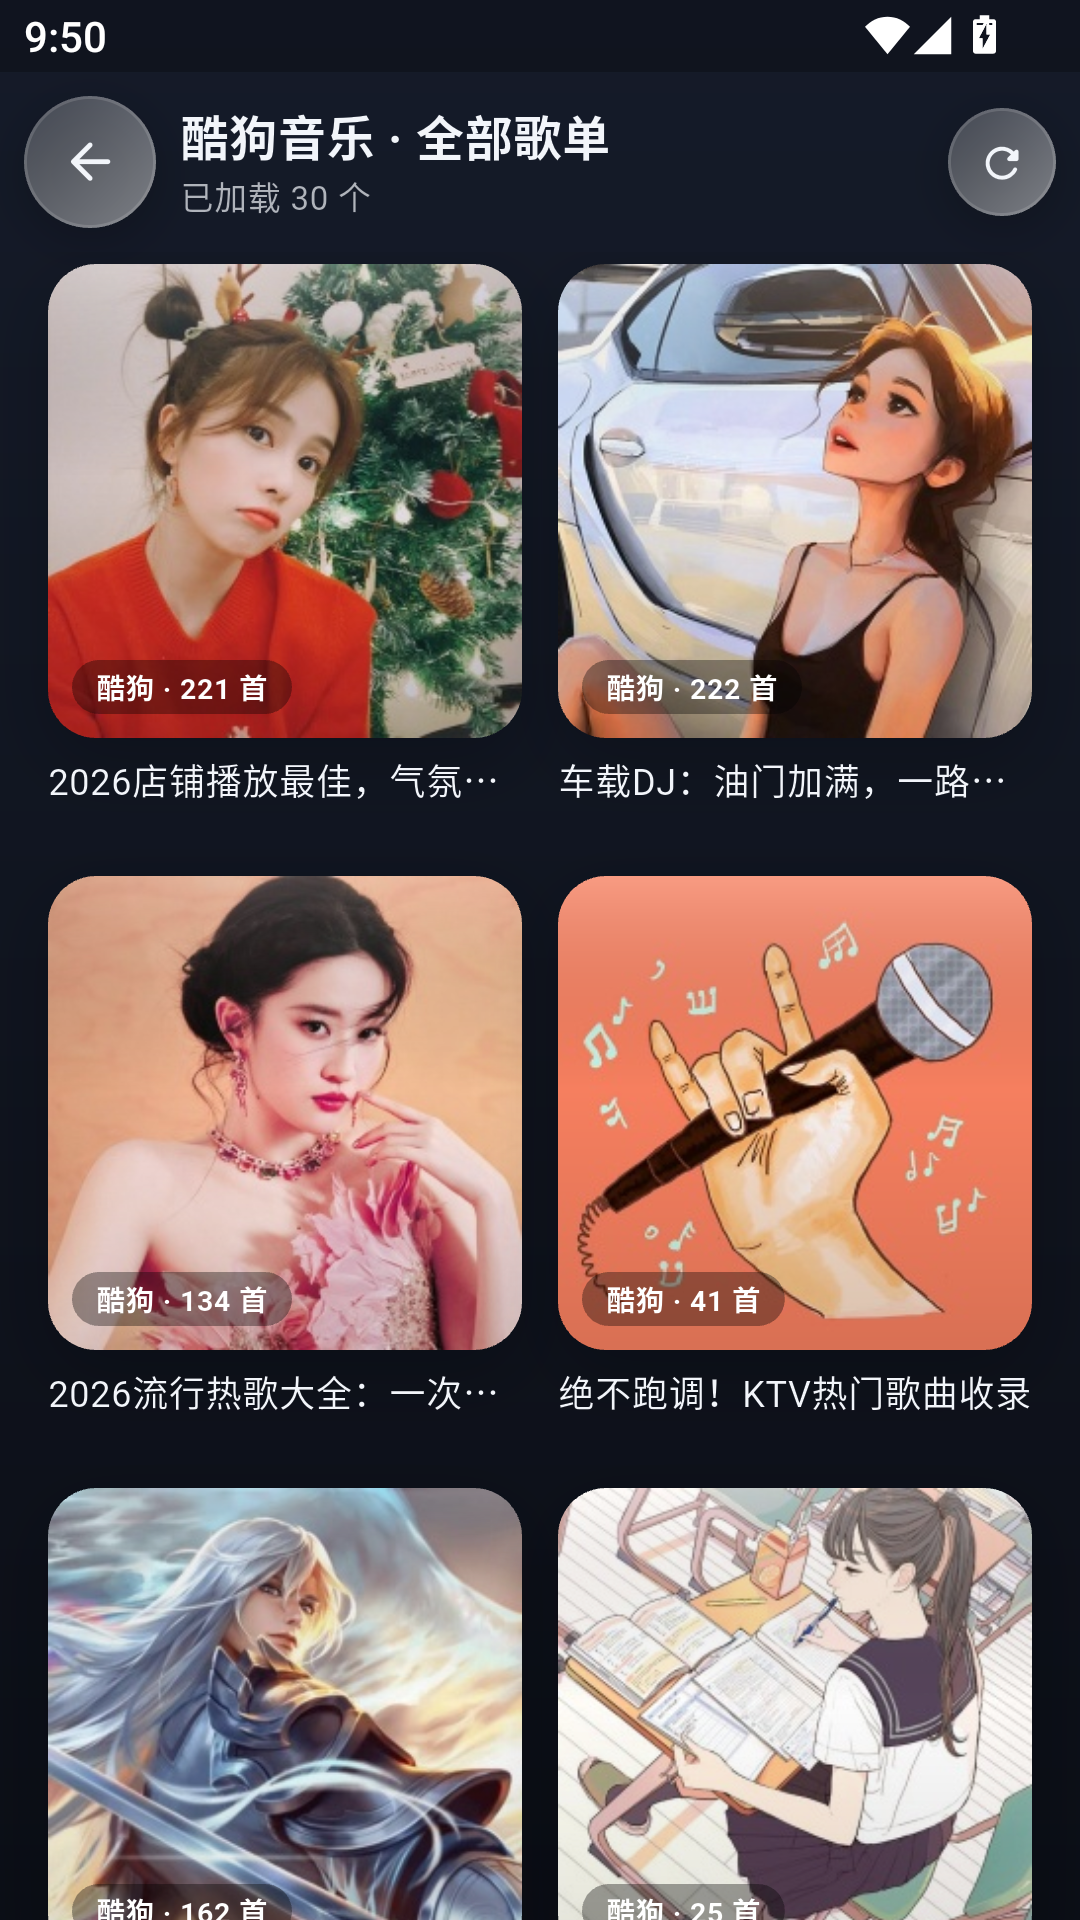 9:50
酷狗音乐 · 全部歌单
已加载 30 个
酷狗 · 221 首
酷狗 · 222 首
2026店铺播放最佳，气氛…
车载DJ：油门加满，一路…
酷狗 · 134 首
酷狗 · 41 首
2026流行热歌大全：一次…
绝不跑调！KTV热门歌曲收录
酷狗 · 162 首
酷狗 · 25 首